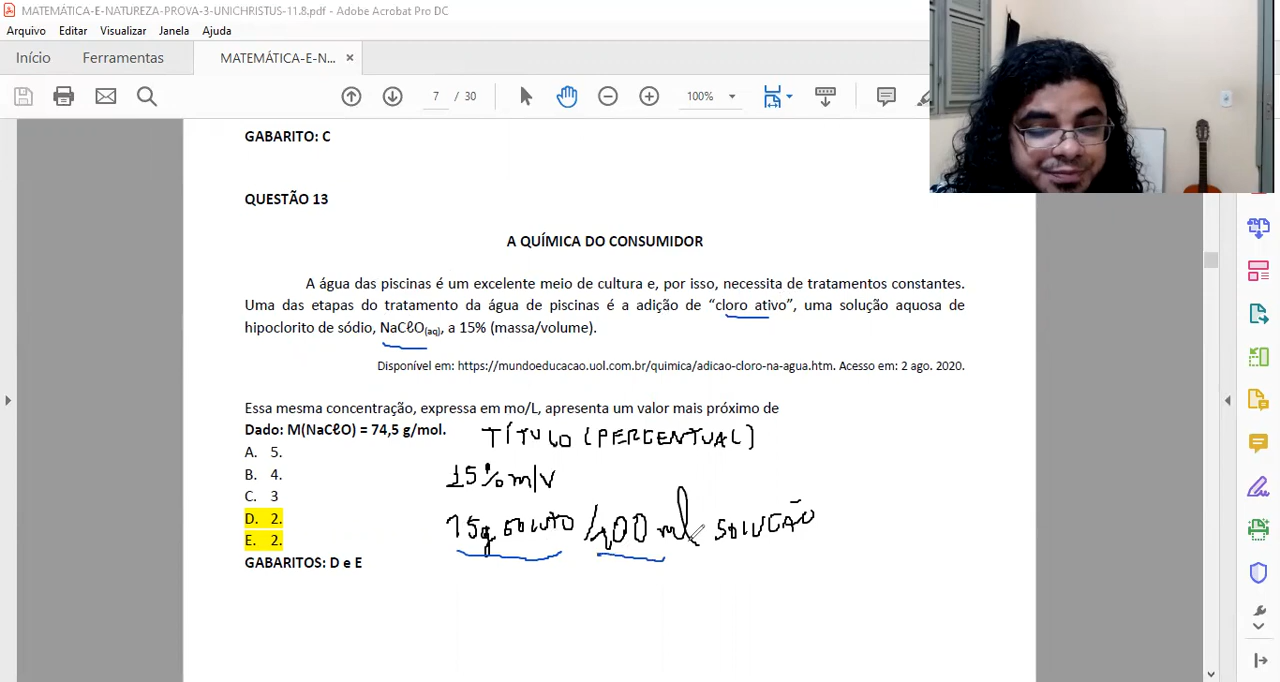 MATEMÁTICA-E-NATUREZA-PROVA-3-UNICHRISTUS-11.8.pdf - Adobe Acrobat Pro DC
Arquivo Editar Visualizar Janela Ajuda
Início Ferramentas MATEMÁTICA-E-N... ×
7 / 30 100%
GABARITO: C
QUESTÃO 13
A QUÍMICA DO CONSUMIDOR
A água das piscinas é um excelente meio de cultura e, por isso, necessita de tratamentos constantes.
Uma das etapas do tratamento da água de piscinas é a adição de “cloro ativo”, uma solução aquosa de
hipoclorito de sódio, NaCℓO(aq), a 15% (massa/volume).
Disponível em: https://mundoeducacao.uol.com.br/quimica/adicao-cloro-na-agua.htm. Acesso em: 2 ago. 2020.
Essa mesma concentração, expressa em mo/L, apresenta um valor mais próximo de
Dado: M(NaCℓO) = 74,5 g/mol.
TÍTULO (PERCENTUAL)
A. 5.
B. 4.
15% m/V
C. 3
D. 2.
15g SOLUTO / 100 ml SOLUÇÃO
E. 2.
GABARITOS: D e E